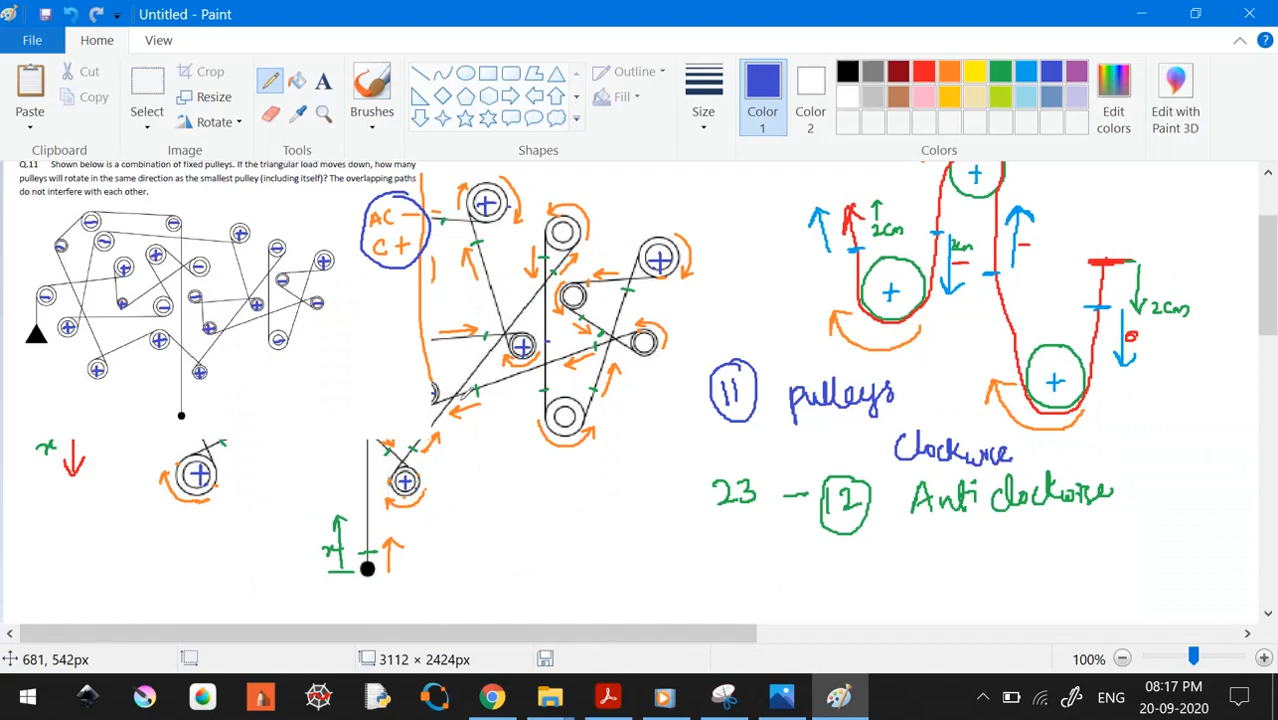 Untitled - Paint
File
Home
View
Paste
Cut
Copy
Clipboard
Select
Crop
Resize
Rotate
Image
A
Tools
Brushes
Outline
Fill
Shapes
Size
Color 1
Color 2
Edit colors
Edit with Paint 3D
Colors
Q.11 Shown below is a combination of fixed pulleys. If the triangular load moves down, how many
pulleys will rotate in the same direction as the smallest pulley (including itself)? The overlapping paths
do not interfere with each other.
AC -
C +
2cm
2cm
11 pulleys
Clockwise
23 - 12 Anti clockwise
x
x
681, 542px
3112 × 2424px
100%
ENG
08:17 PM
20-09-2020